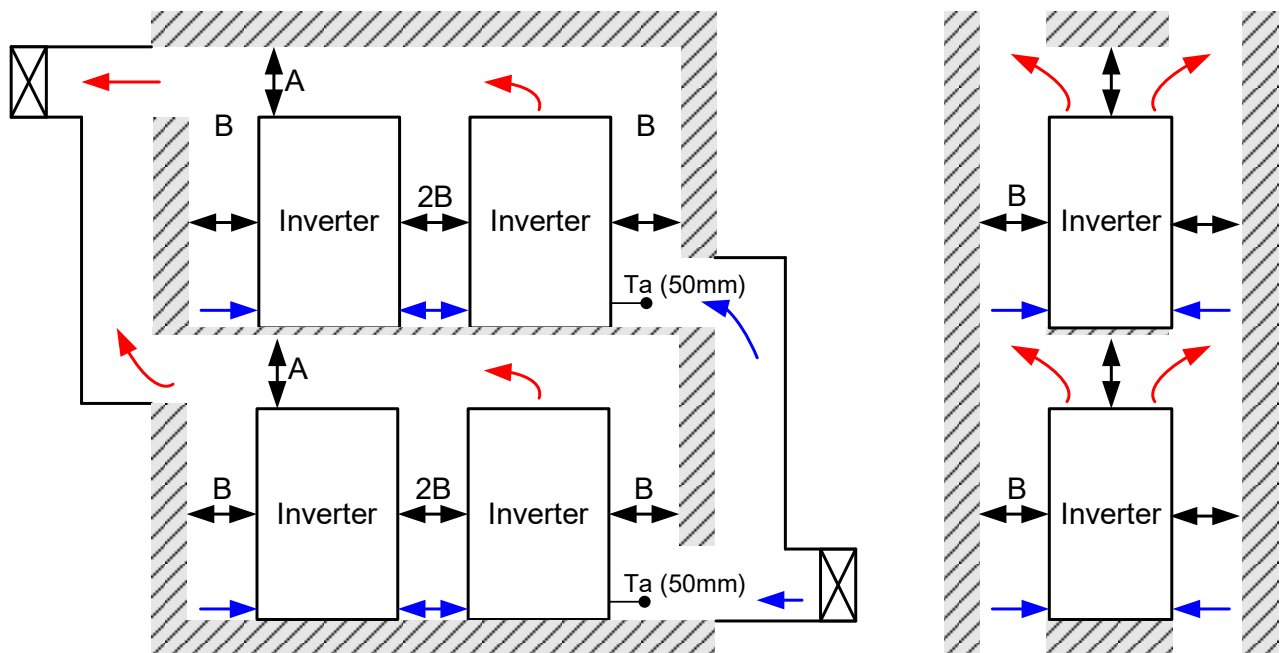 A
B
B
2B
B
Inverter
Inverter
Inverter
Ta (50mm)
A
B
2B
B
B
Inverter
Inverter
Inverter
Ta (50mm)